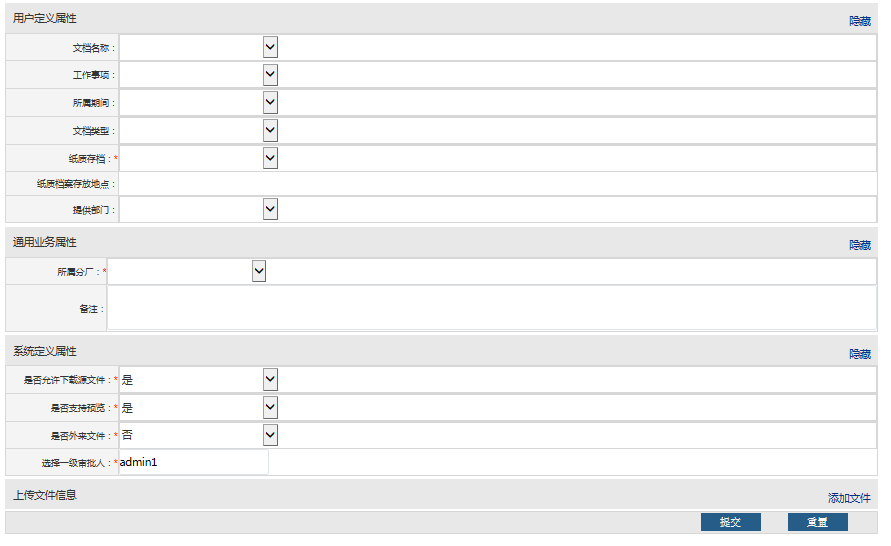 用户定义属性 隐藏
文档名称：
工作事项：
所属期间：
文档类型：
纸质存档：*
纸质档案存放地点：
提供部门：
通用业务属性 隐藏
所属分厂：*
备注：
系统定义属性 隐藏
是否允许下载源文件：* 是
是否支持预览：* 是
是否外来文件：* 否
选择一级审批人：* admin1
上传文件信息 添加文件
提交 重置